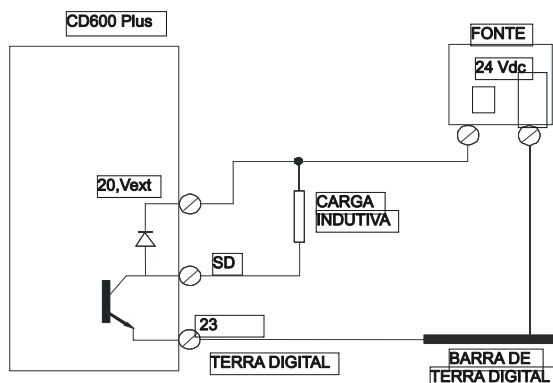 CD600 Plus
FONTE
24 Vdc
20,Vext
CARGA
INDUTIVA
SD
23
TERRA DIGITAL
BARRA DE
TERRA DIGITAL